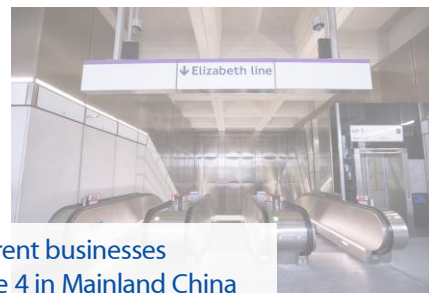 ↓Elizabeth line
rent businesses
e 4 in Mainland China